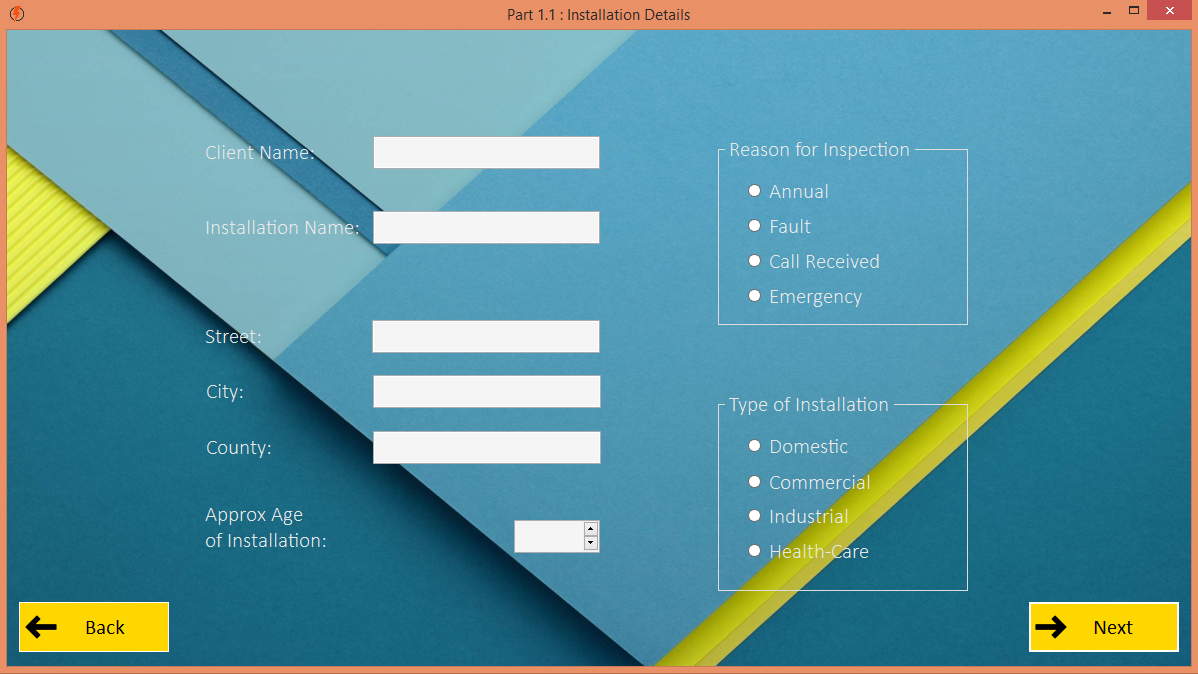 Part 1.1 : Installation Details
Client Name:
Installation Name:
Street:
City:
County:
Approx Age
of Installation:
Reason for Inspection
Annual
Fault
Call Received
Emergency
Type of Installation
Domestic
Commercial
Industrial
Health-Care
Back
Next